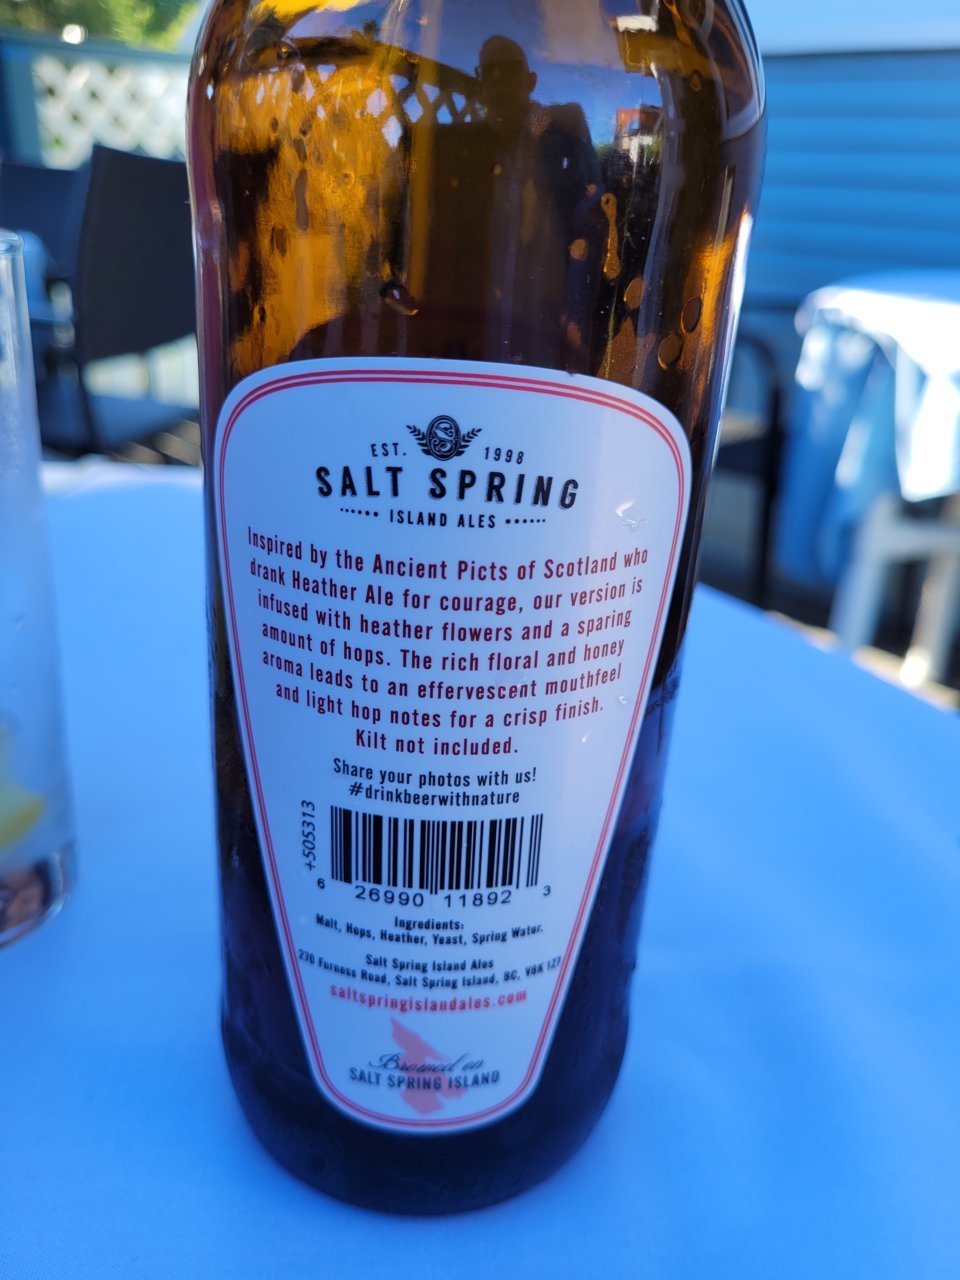 EST. 1998
SALT SPRING
ISLAND ALES
Inspired by the Ancient Picts of Scotland who
drank Heather Ale for courage, our version is
infused with heather flowers and a sparing
amount of hops. The rich floral and honey
aroma leads to an effervescent mouthfeel
and light hop notes for a crisp finish.
Kilt not included.
Share your photos with us!
#drinkbeerwithnature
+505313
6 26990 11892 3
Ingredients:
Malt, Hops, Heather, Yeast, Spring Water.
Salt Spring Island Ales
270 Furness Road, Salt Spring Island, BC, V8K 1Z7
saltspringislandales.com
Brewed on
SALT SPRING ISLAND